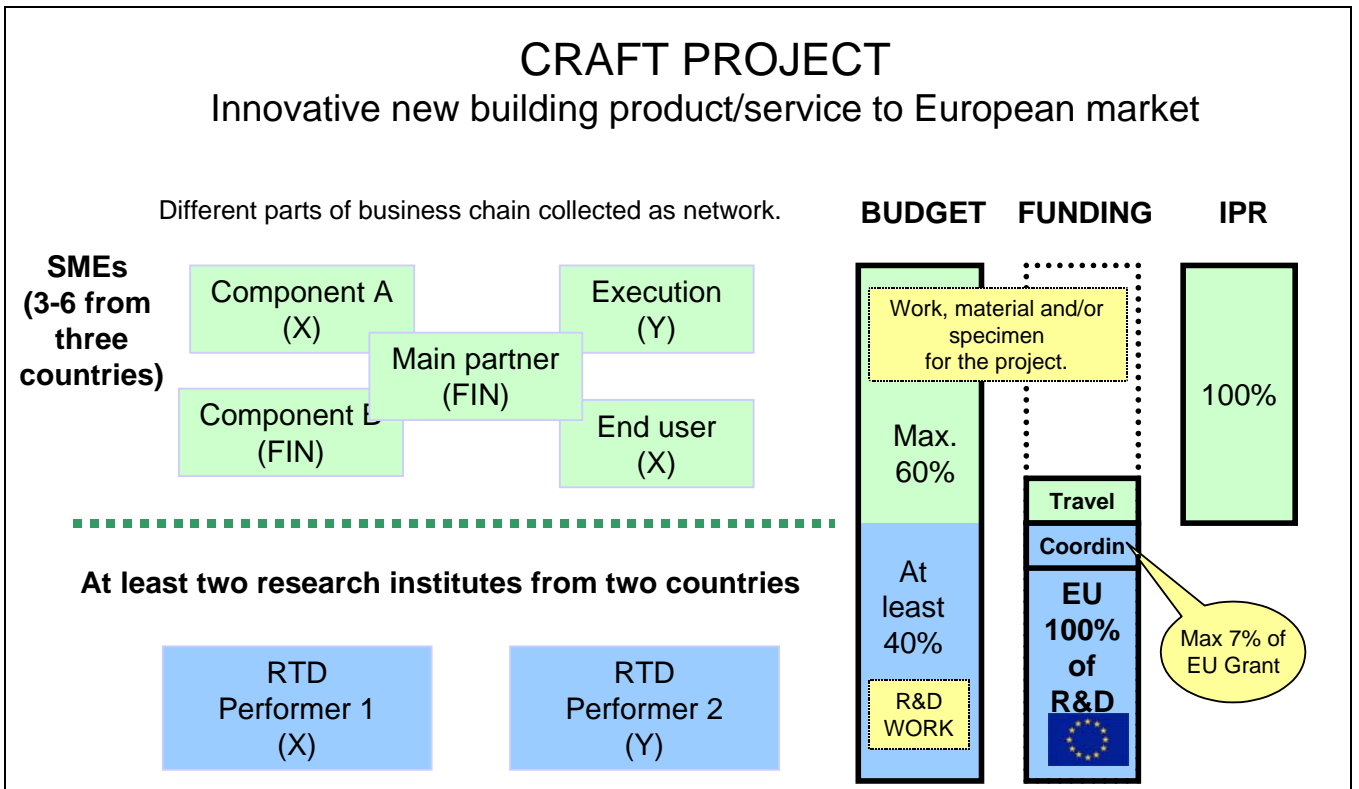 CRAFT PROJECT
Innovative new building product/service to European market
Different parts of business chain collected as network.
BUDGET
FUNDING
IPR
SMEs
(3-6 from
three
countries)
Component A
(X)
Execution
(Y)
Main partner
(FIN)
Component B
(FIN)
End user
(X)
Work, material and/or
specimen
for the project.
Max.
60%
100%
Travel
Coordin
At least two research institutes from two countries
At
least
40%
EU
100%
of
R&D
Max 7% of
EU Grant
RTD
Performer 1
(X)
RTD
Performer 2
(Y)
R&D
WORK